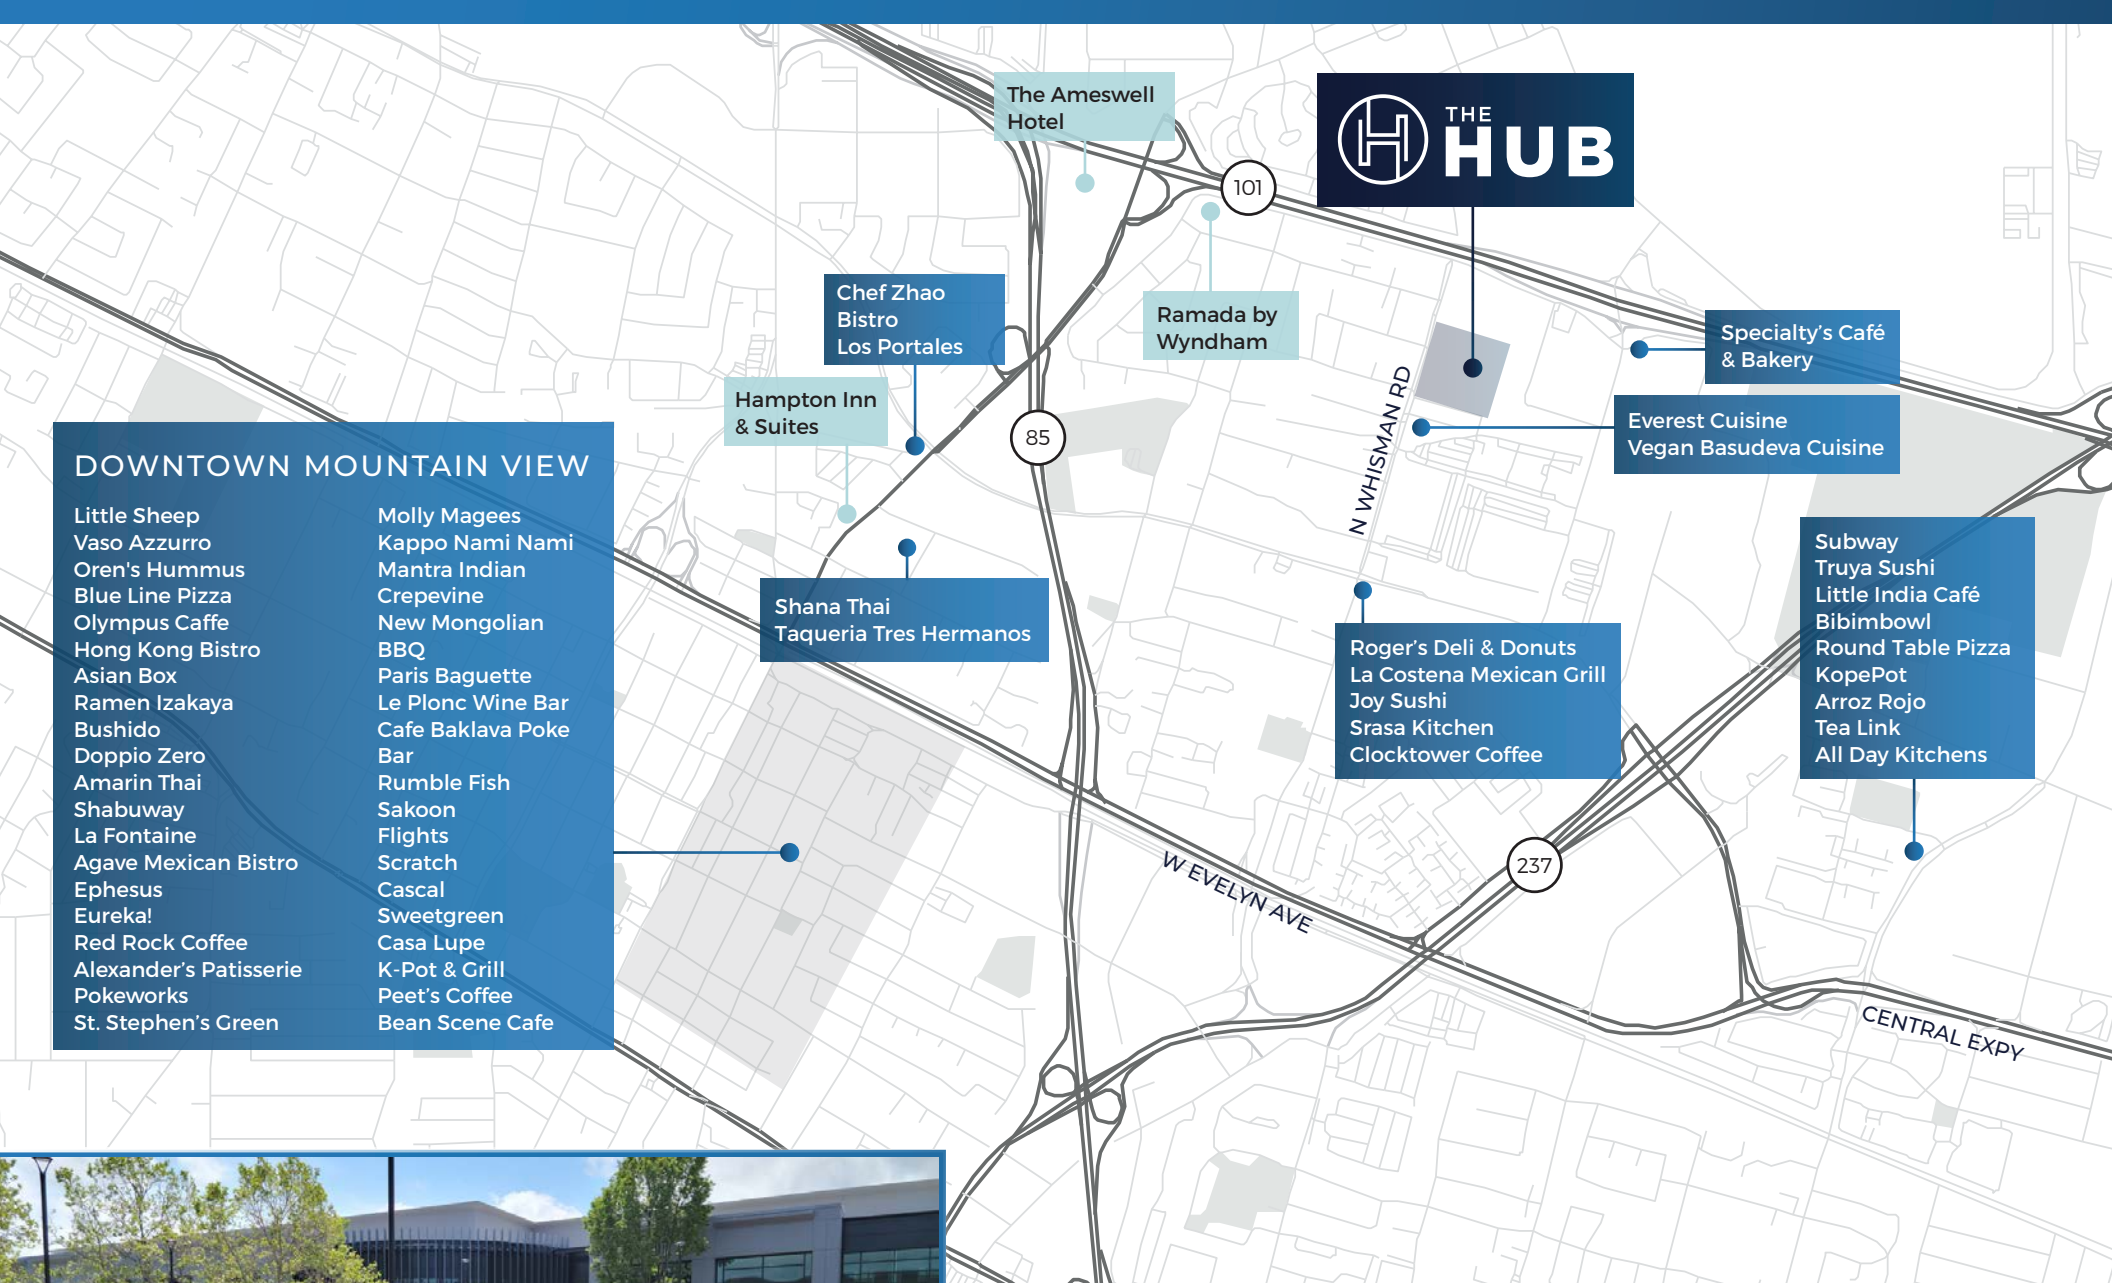 The Ameswell
Hotel
THE
HUB
101
Chef Zhao
Bistro
Los Portales
Ramada by
Wyndham
Specialty's Café
& Bakery
Hampton Inn
& Suites
85
N WHISMAN RD
Everest Cuisine
Vegan Basudeva Cuisine
DOWNTOWN MOUNTAIN VIEW
Little Sheep
Vaso Azzurro
Oren's Hummus
Blue Line Pizza
Olympus Caffe
Hong Kong Bistro
Asian Box
Ramen Izakaya
Bushido
Doppio Zero
Amarin Thai
Shabuway
La Fontaine
Agave Mexican Bistro
Ephesus
Eureka!
Red Rock Coffee
Alexander's Patisserie
Pokeworks
St. Stephen's Green
Molly Magees
Kappo Nami Nami
Mantra Indian
Crepevine
New Mongolian
BBQ
Paris Baguette
Le Plonc Wine Bar
Cafe Baklava Poke
Bar
Rumble Fish
Sakoon
Flights
Scratch
Cascal
Sweetgreen
Casa Lupe
K-Pot & Grill
Peet's Coffee
Bean Scene Cafe
Shana Thai
Taqueria Tres Hermanos
Roger's Deli & Donuts
La Costena Mexican Grill
Joy Sushi
Srasa Kitchen
Clocktower Coffee
Subway
Truya Sushi
Little India Café
Bibimbowl
Round Table Pizza
KopePot
Arroz Rojo
Tea Link
All Day Kitchens
237
W EVELYN AVE
CENTRAL EXPY